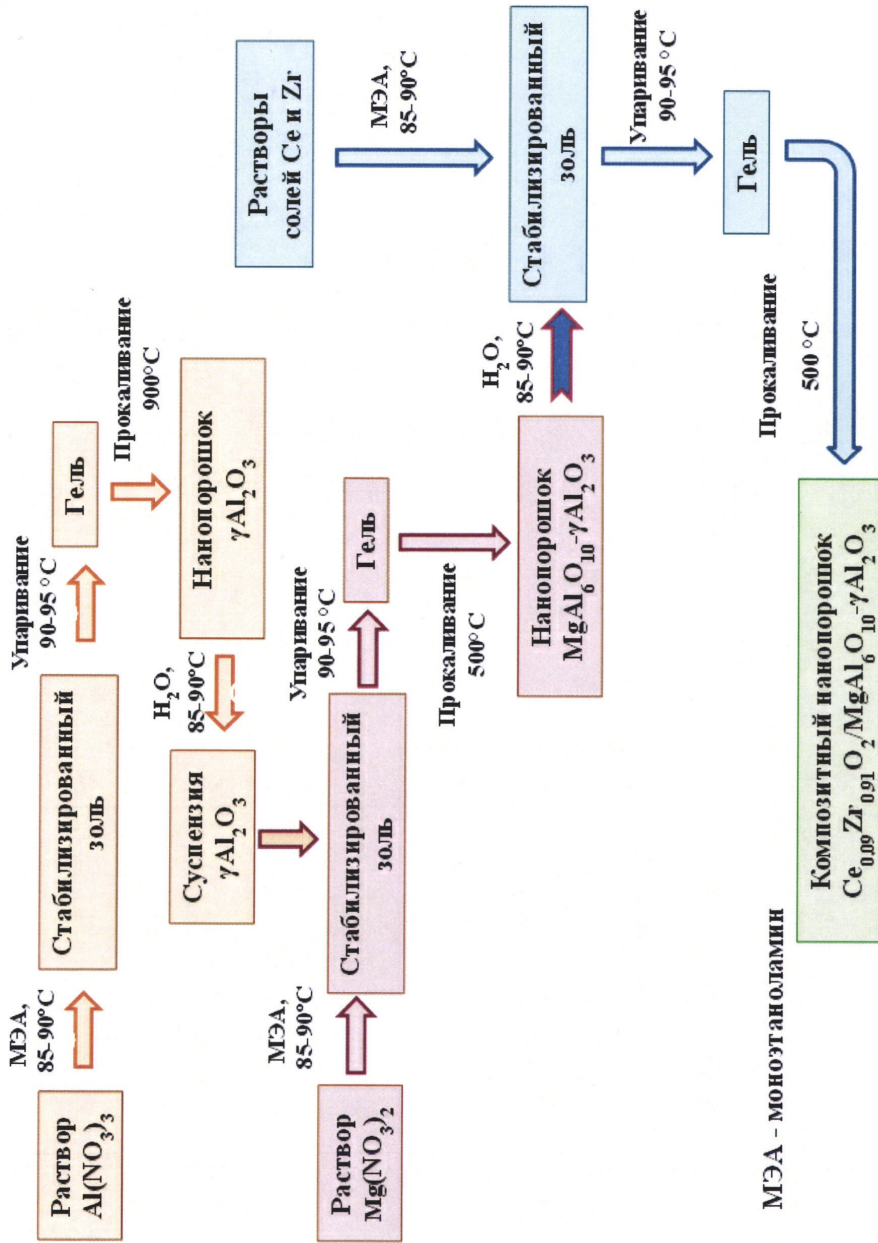 Раствор
Al(NO3)3
МЭА,
85-90°C
Стабилизированный
золь
Упаривание
90-95 °C
Гель
Прокаливание
900°C
Нанопорошок
γAl2O3
H2O,
85-90°C
Суспензия
γAl2O3
Раствор
Mg(NO3)2
МЭА,
85-90°C
Стабилизированный
золь
Упаривание
90-95 °C
Гель
Прокаливание
500°C
Нанопорошок
MgAl6O10-γAl2O3
H2O,
85-90°C
Растворы
солей Ce и Zr
МЭА,
85-90°C
Стабилизированный
золь
Упаривание
90-95 °C
Гель
Прокаливание
500 °C
Композитный нанопорошок
Ce0.09Zr0.91O2/MgAl6O10-γAl2O3
МЭА - моноэтаноламин